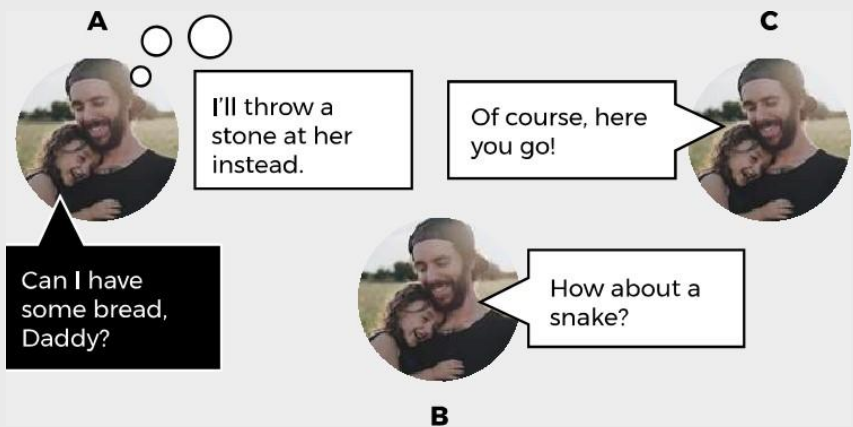 A
C
I'll throw a
stone at her
instead.
Of course, here
you go!
Can I have
some bread,
Daddy?
How about a
snake?
B